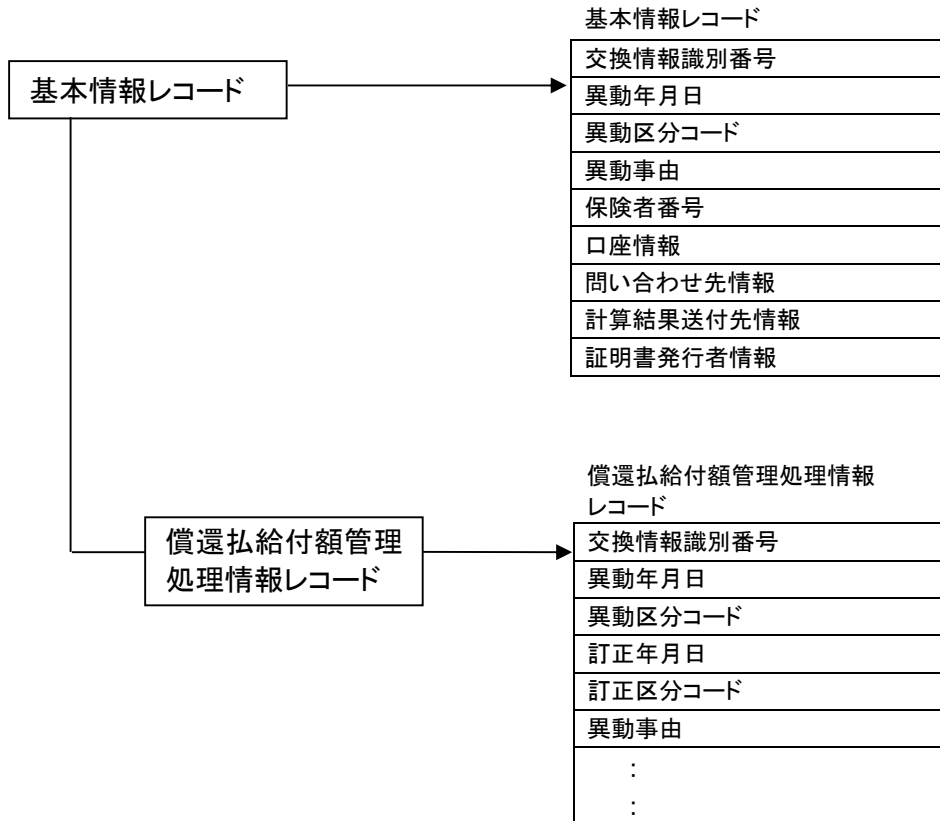 基本情報レコード
基本情報レコード
交換情報識別番号
異動年月日
異動区分コード
異動事由
保険者番号
口座情報
問い合わせ先情報
計算結果送付先情報
証明書発行者情報
償還払給付額管理
処理情報レコード
償還払給付額管理処理情報
レコード
交換情報識別番号
異動年月日
異動区分コード
訂正年月日
訂正区分コード
異動事由
:
: